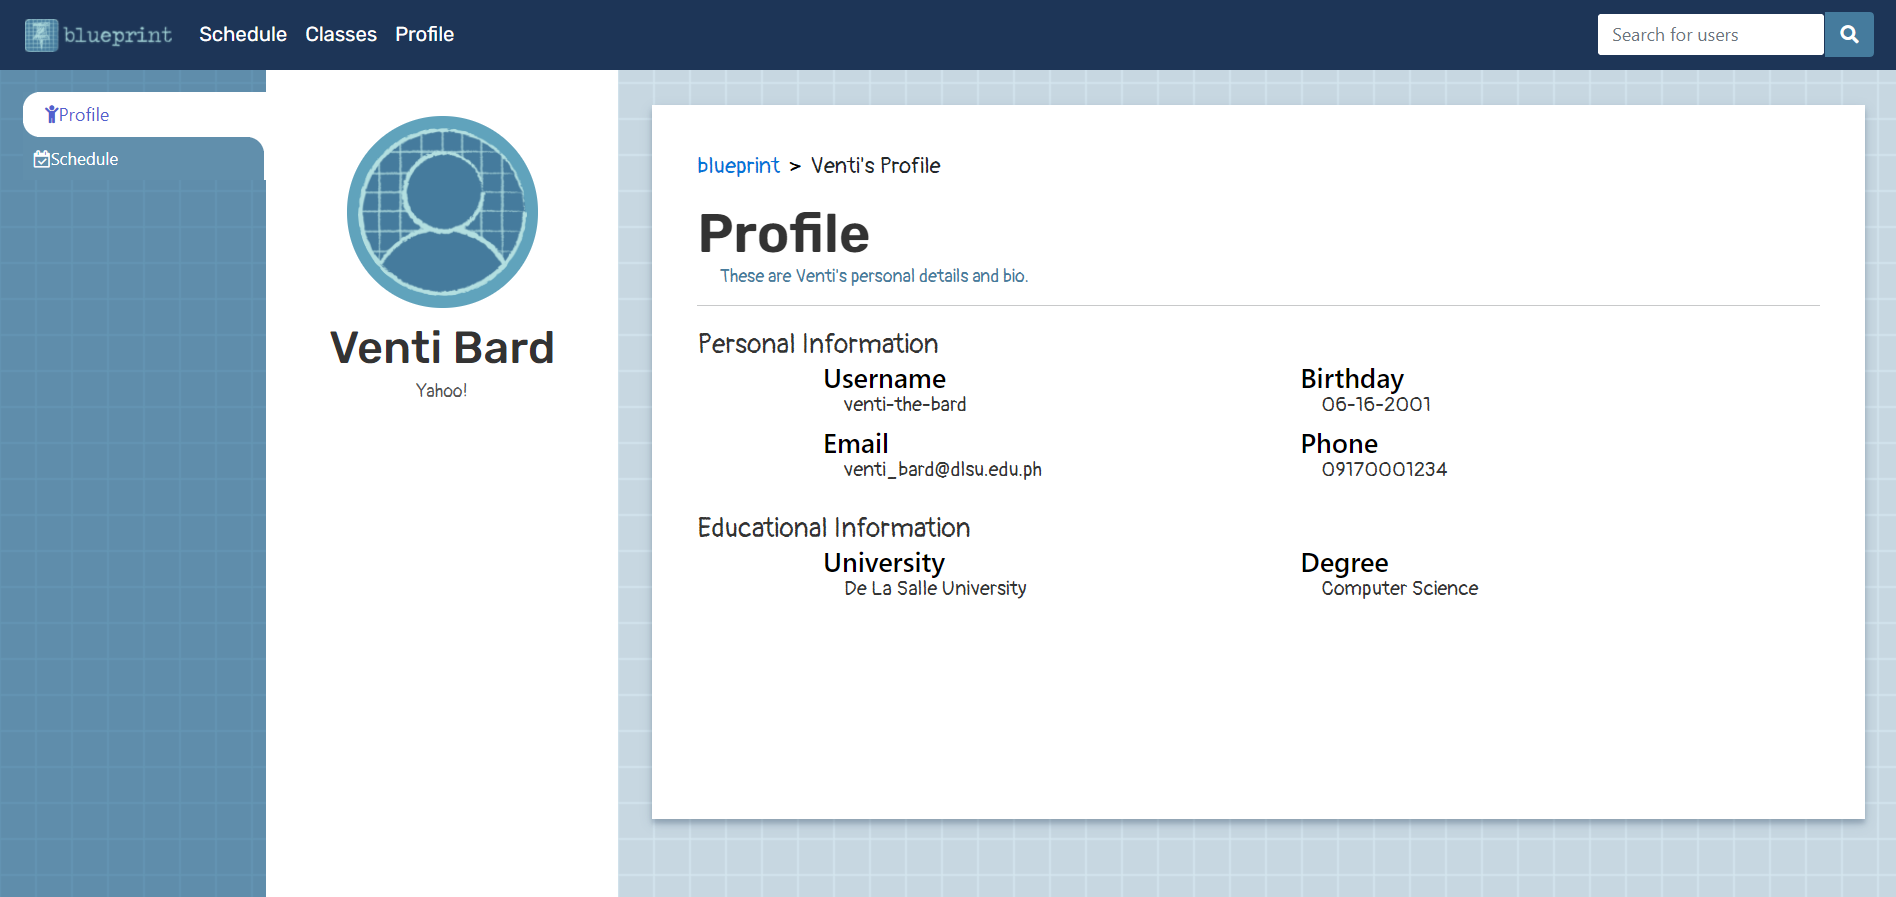 blueprint Schedule Classes Profile Search for users
Profile
Schedule
Venti Bard
Yahoo!
blueprint > Venti's Profile
Profile
These are Venti's personal details and bio.
Personal Information
Username Birthday
venti-the-bard 06-16-2001
Email Phone
venti_bard@dlsu.edu.ph 09170001234
Educational Information
University Degree
De La Salle University Computer Science